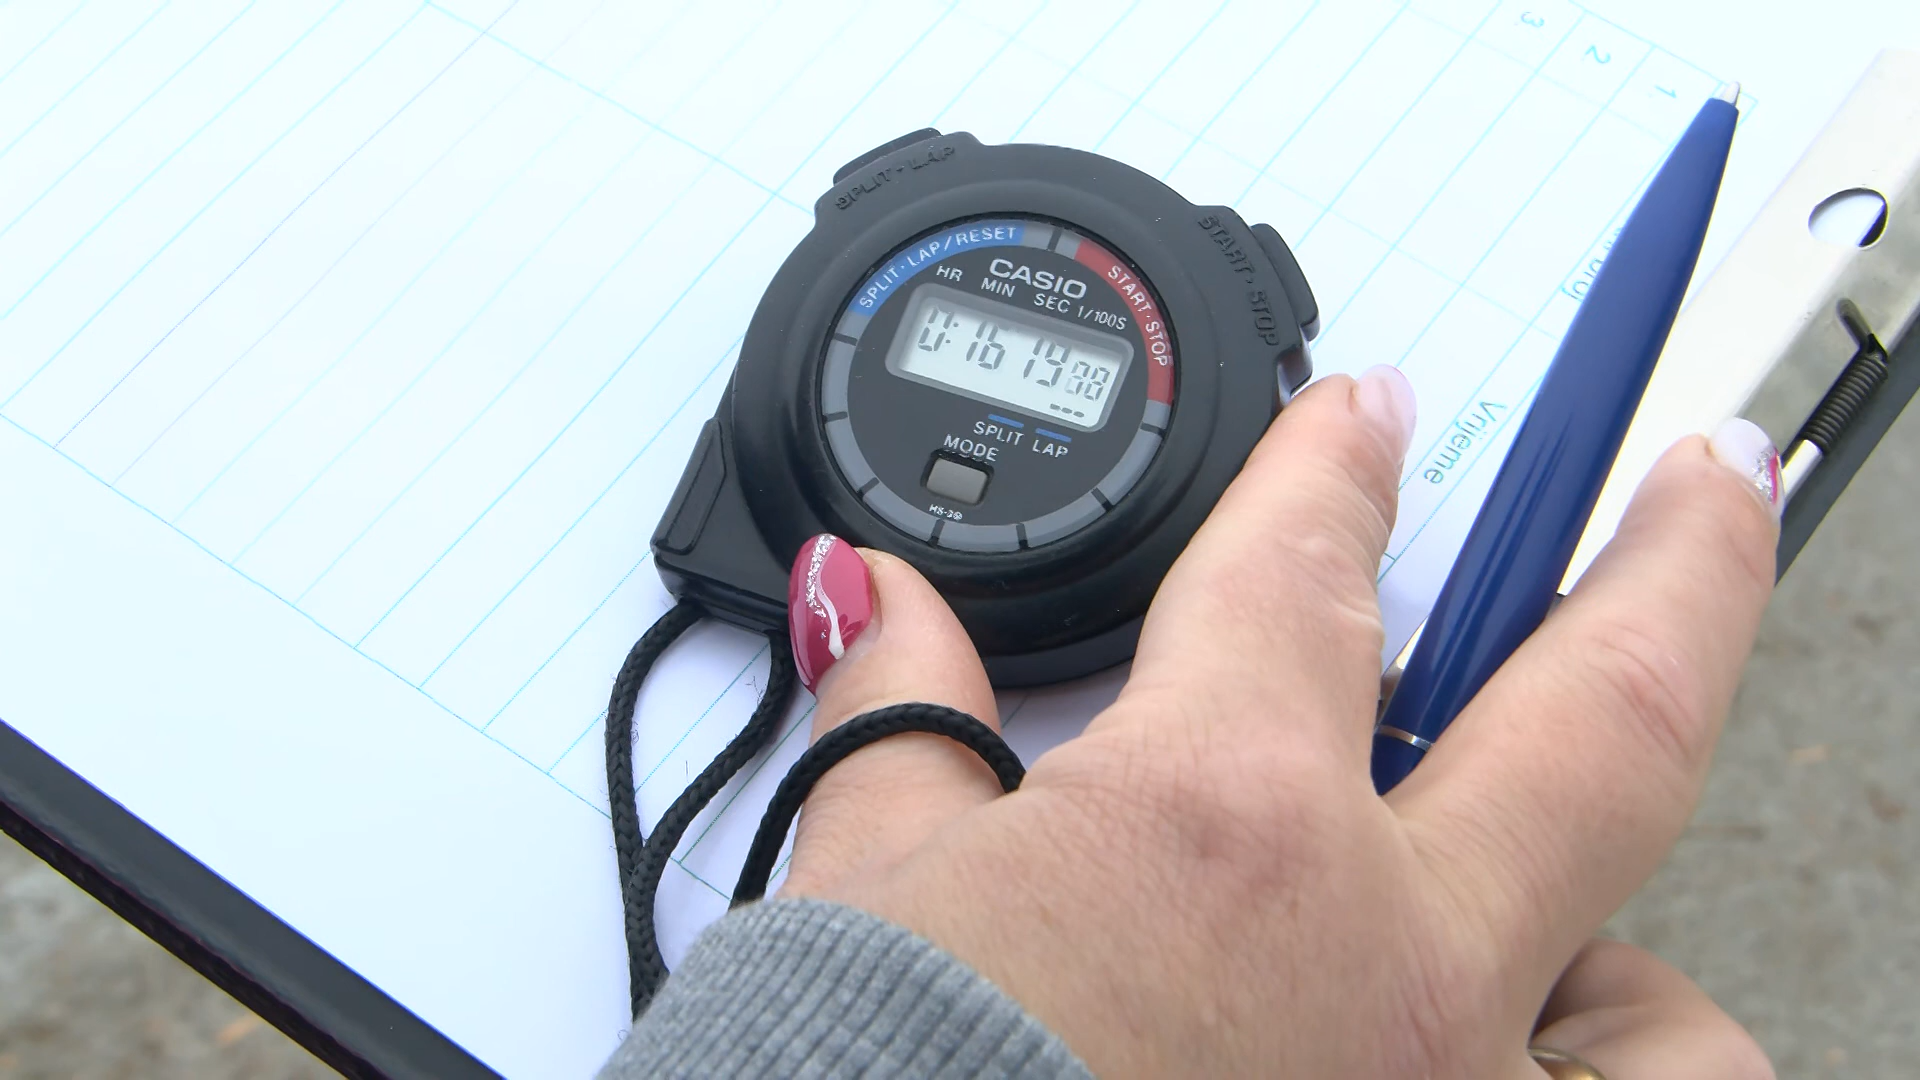 SPLIT·LAP
START·STOP
SPLIT·LAP/RESET
START·STOP
CASIO
HR MIN SEC 1/100S
0:16 19
SPLIT LAP
MODE
HS-3
1
2
3
Vrijeme